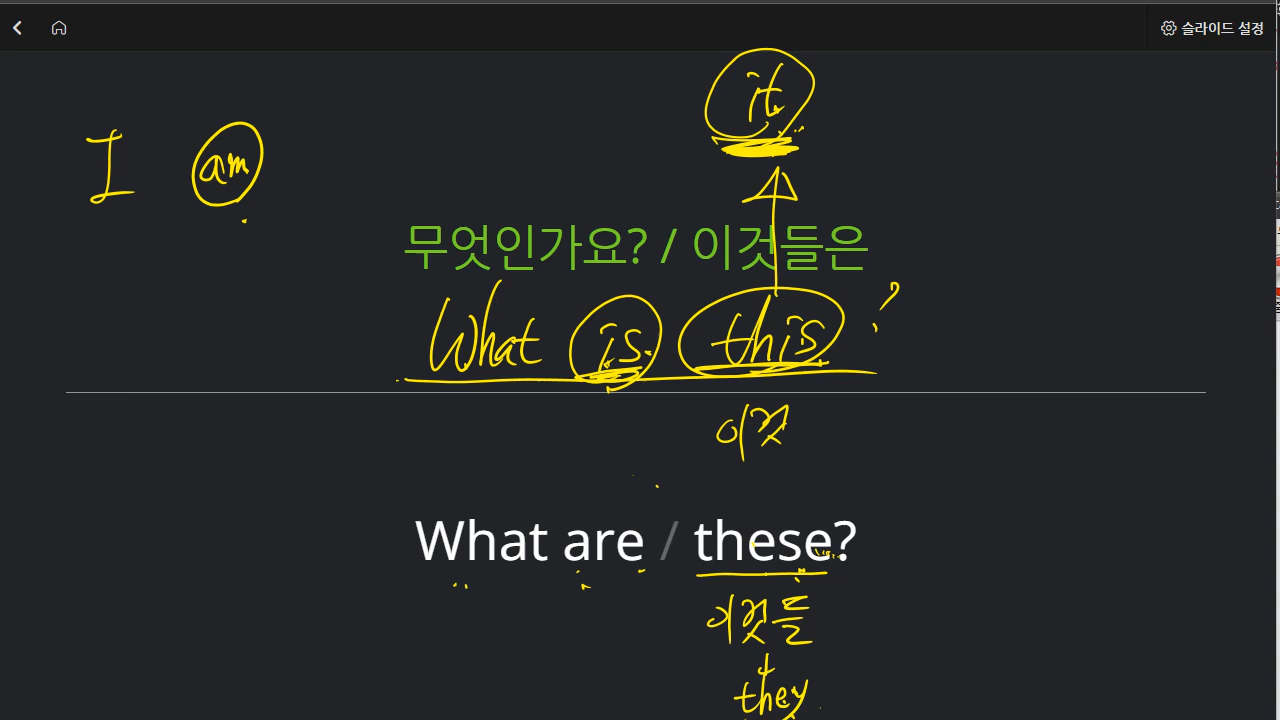 슬라이드 설정
it
I am
무엇인가요? / 이것들은
What is this ?
이것
What are / these?
이것들
they